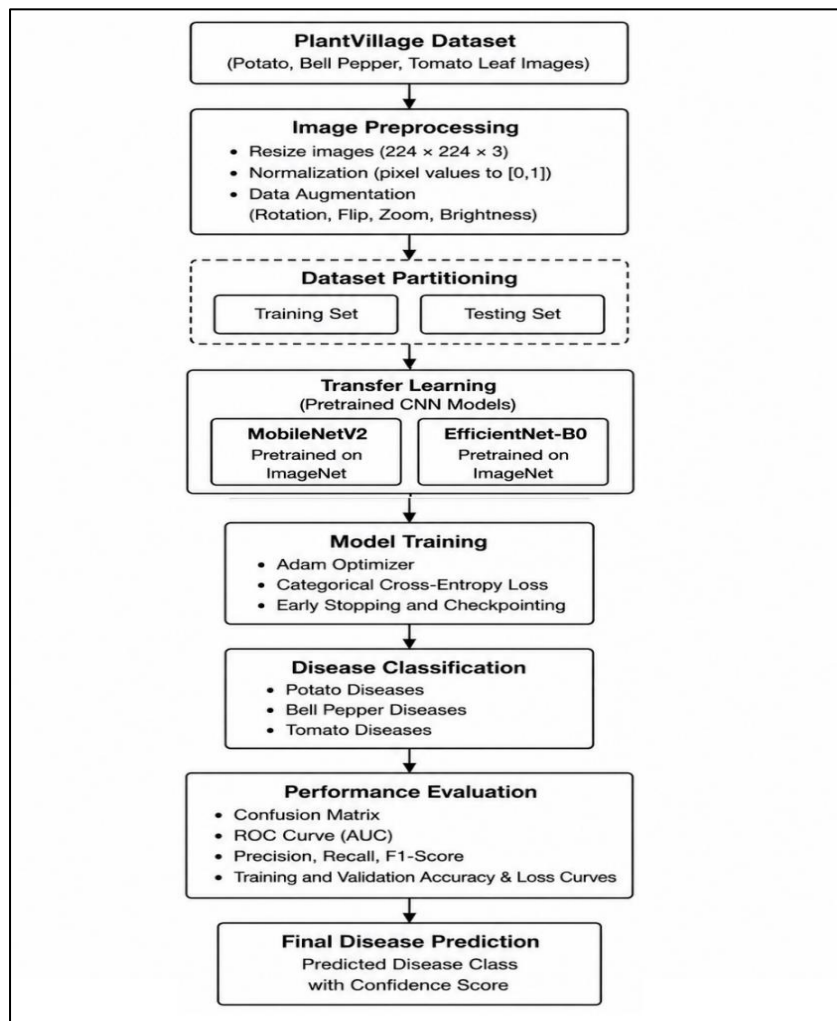 PlantVillage Dataset
(Potato, Bell Pepper, Tomato Leaf Images)
Image Preprocessing
• Resize images (224 × 224 × 3)
• Normalization (pixel values to [0,1])
• Data Augmentation
(Rotation, Flip, Zoom, Brightness)
Dataset Partitioning
Training Set
Testing Set
Transfer Learning
(Pretrained CNN Models)
MobileNetV2
Pretrained on
ImageNet
EfficientNet-B0
Pretrained on
ImageNet
Model Training
• Adam Optimizer
• Categorical Cross-Entropy Loss
• Early Stopping and Checkpointing
Disease Classification
• Potato Diseases
• Bell Pepper Diseases
• Tomato Diseases
Performance Evaluation
• Confusion Matrix
• ROC Curve (AUC)
• Precision, Recall, F1-Score
• Training and Validation Accuracy & Loss Curves
Final Disease Prediction
Predicted Disease Class
with Confidence Score